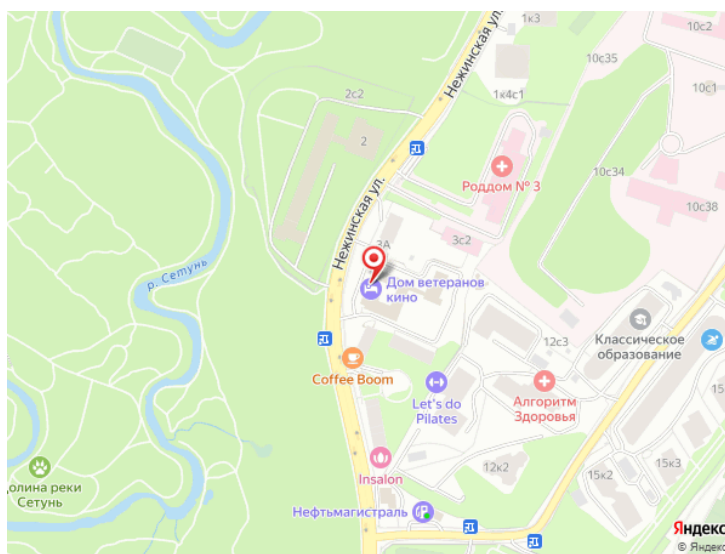 1к3
10с2
Нежинская ул.
10с35
10с1
1к4с1
2с2
2
Роддом № 3
10с34
Нежинская ул.
10с38
3с2
3А
р. Сетунь
Дом ветеранов
кино
Классическое
образование
12с3
Coffee Boom
Let's do
Pilates
Алгоритм
Здоровья
15к3
12к2
15к2
Insalon
олина реки
Сетунь
Нефтьмагистраль
Яндекс
© Яндекс